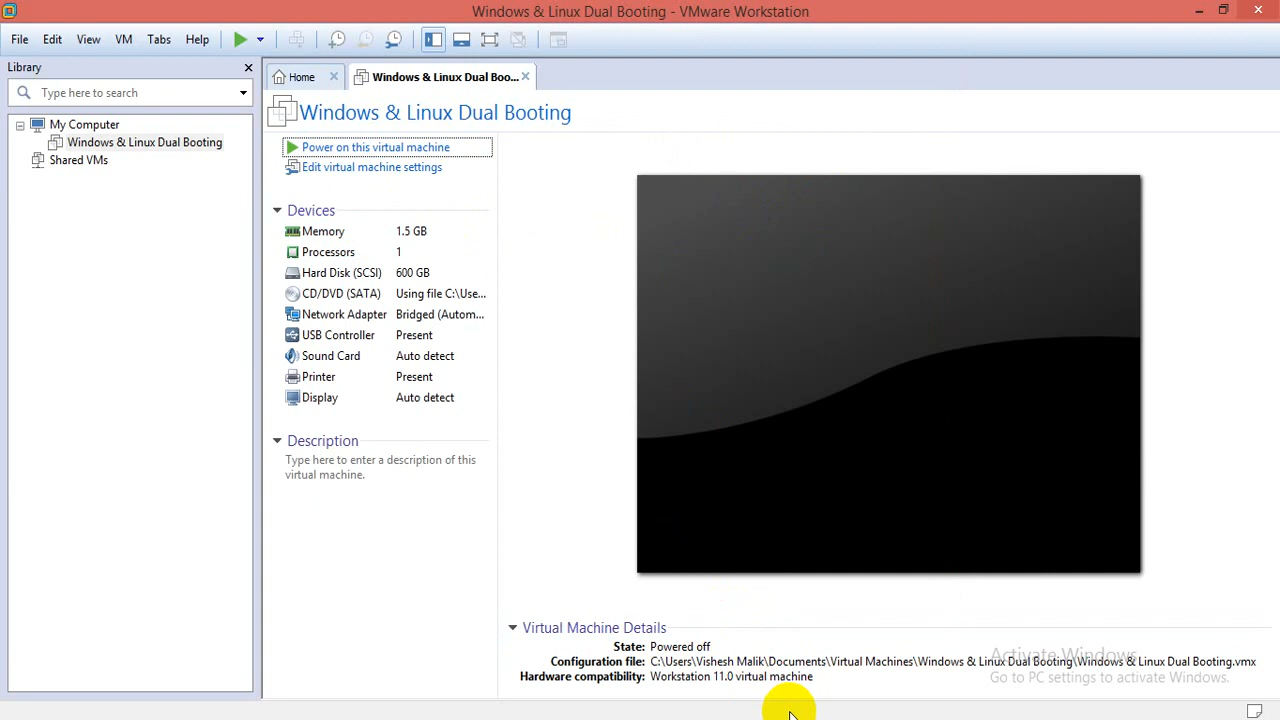 Windows & Linux Dual Booting - VMware Workstation
File Edit View VM Tabs Help
Library
Home
Windows & Linux Dual Boo...
Type here to search
My Computer
Windows & Linux Dual Booting
Shared VMs
Windows & Linux Dual Booting
Power on this virtual machine
Edit virtual machine settings
Devices
Memory 1.5 GB
Processors 1
Hard Disk (SCSI) 600 GB
CD/DVD (SATA) Using file C:\Use...
Network Adapter Bridged (Autom...
USB Controller Present
Sound Card Auto detect
Printer Present
Display Auto detect
Description
Type here to enter a description of this
virtual machine.
Virtual Machine Details
State: Powered off
Configuration file: C:\Users\Vishesh Malik\Documents\Virtual Machines\Windows & Linux Dual Booting\Windows & Linux Dual Booting.vmx
Hardware compatibility: Workstation 11.0 virtual machine
Activate Windows
Go to PC settings to activate Windows.